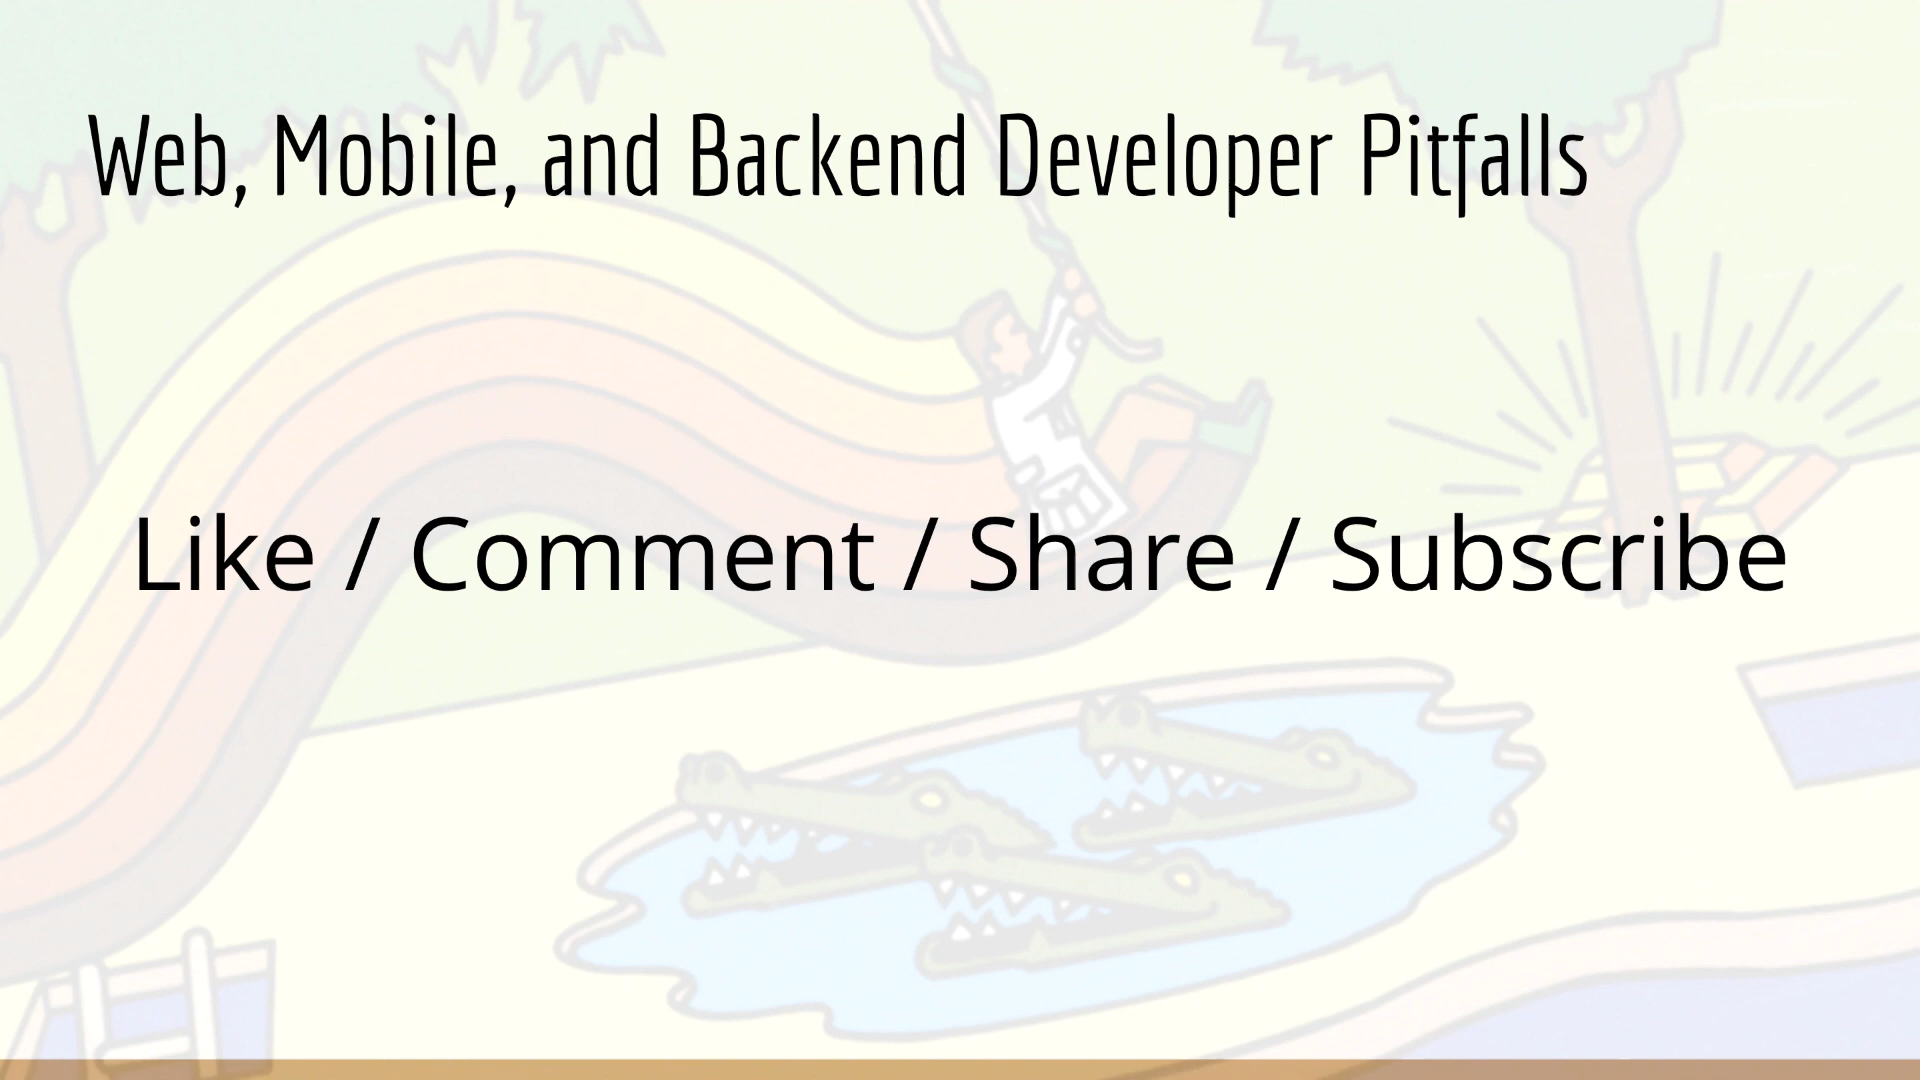 Web, Mobile, and Backend Developer Pitfalls
Like / Comment / Share / Subscribe